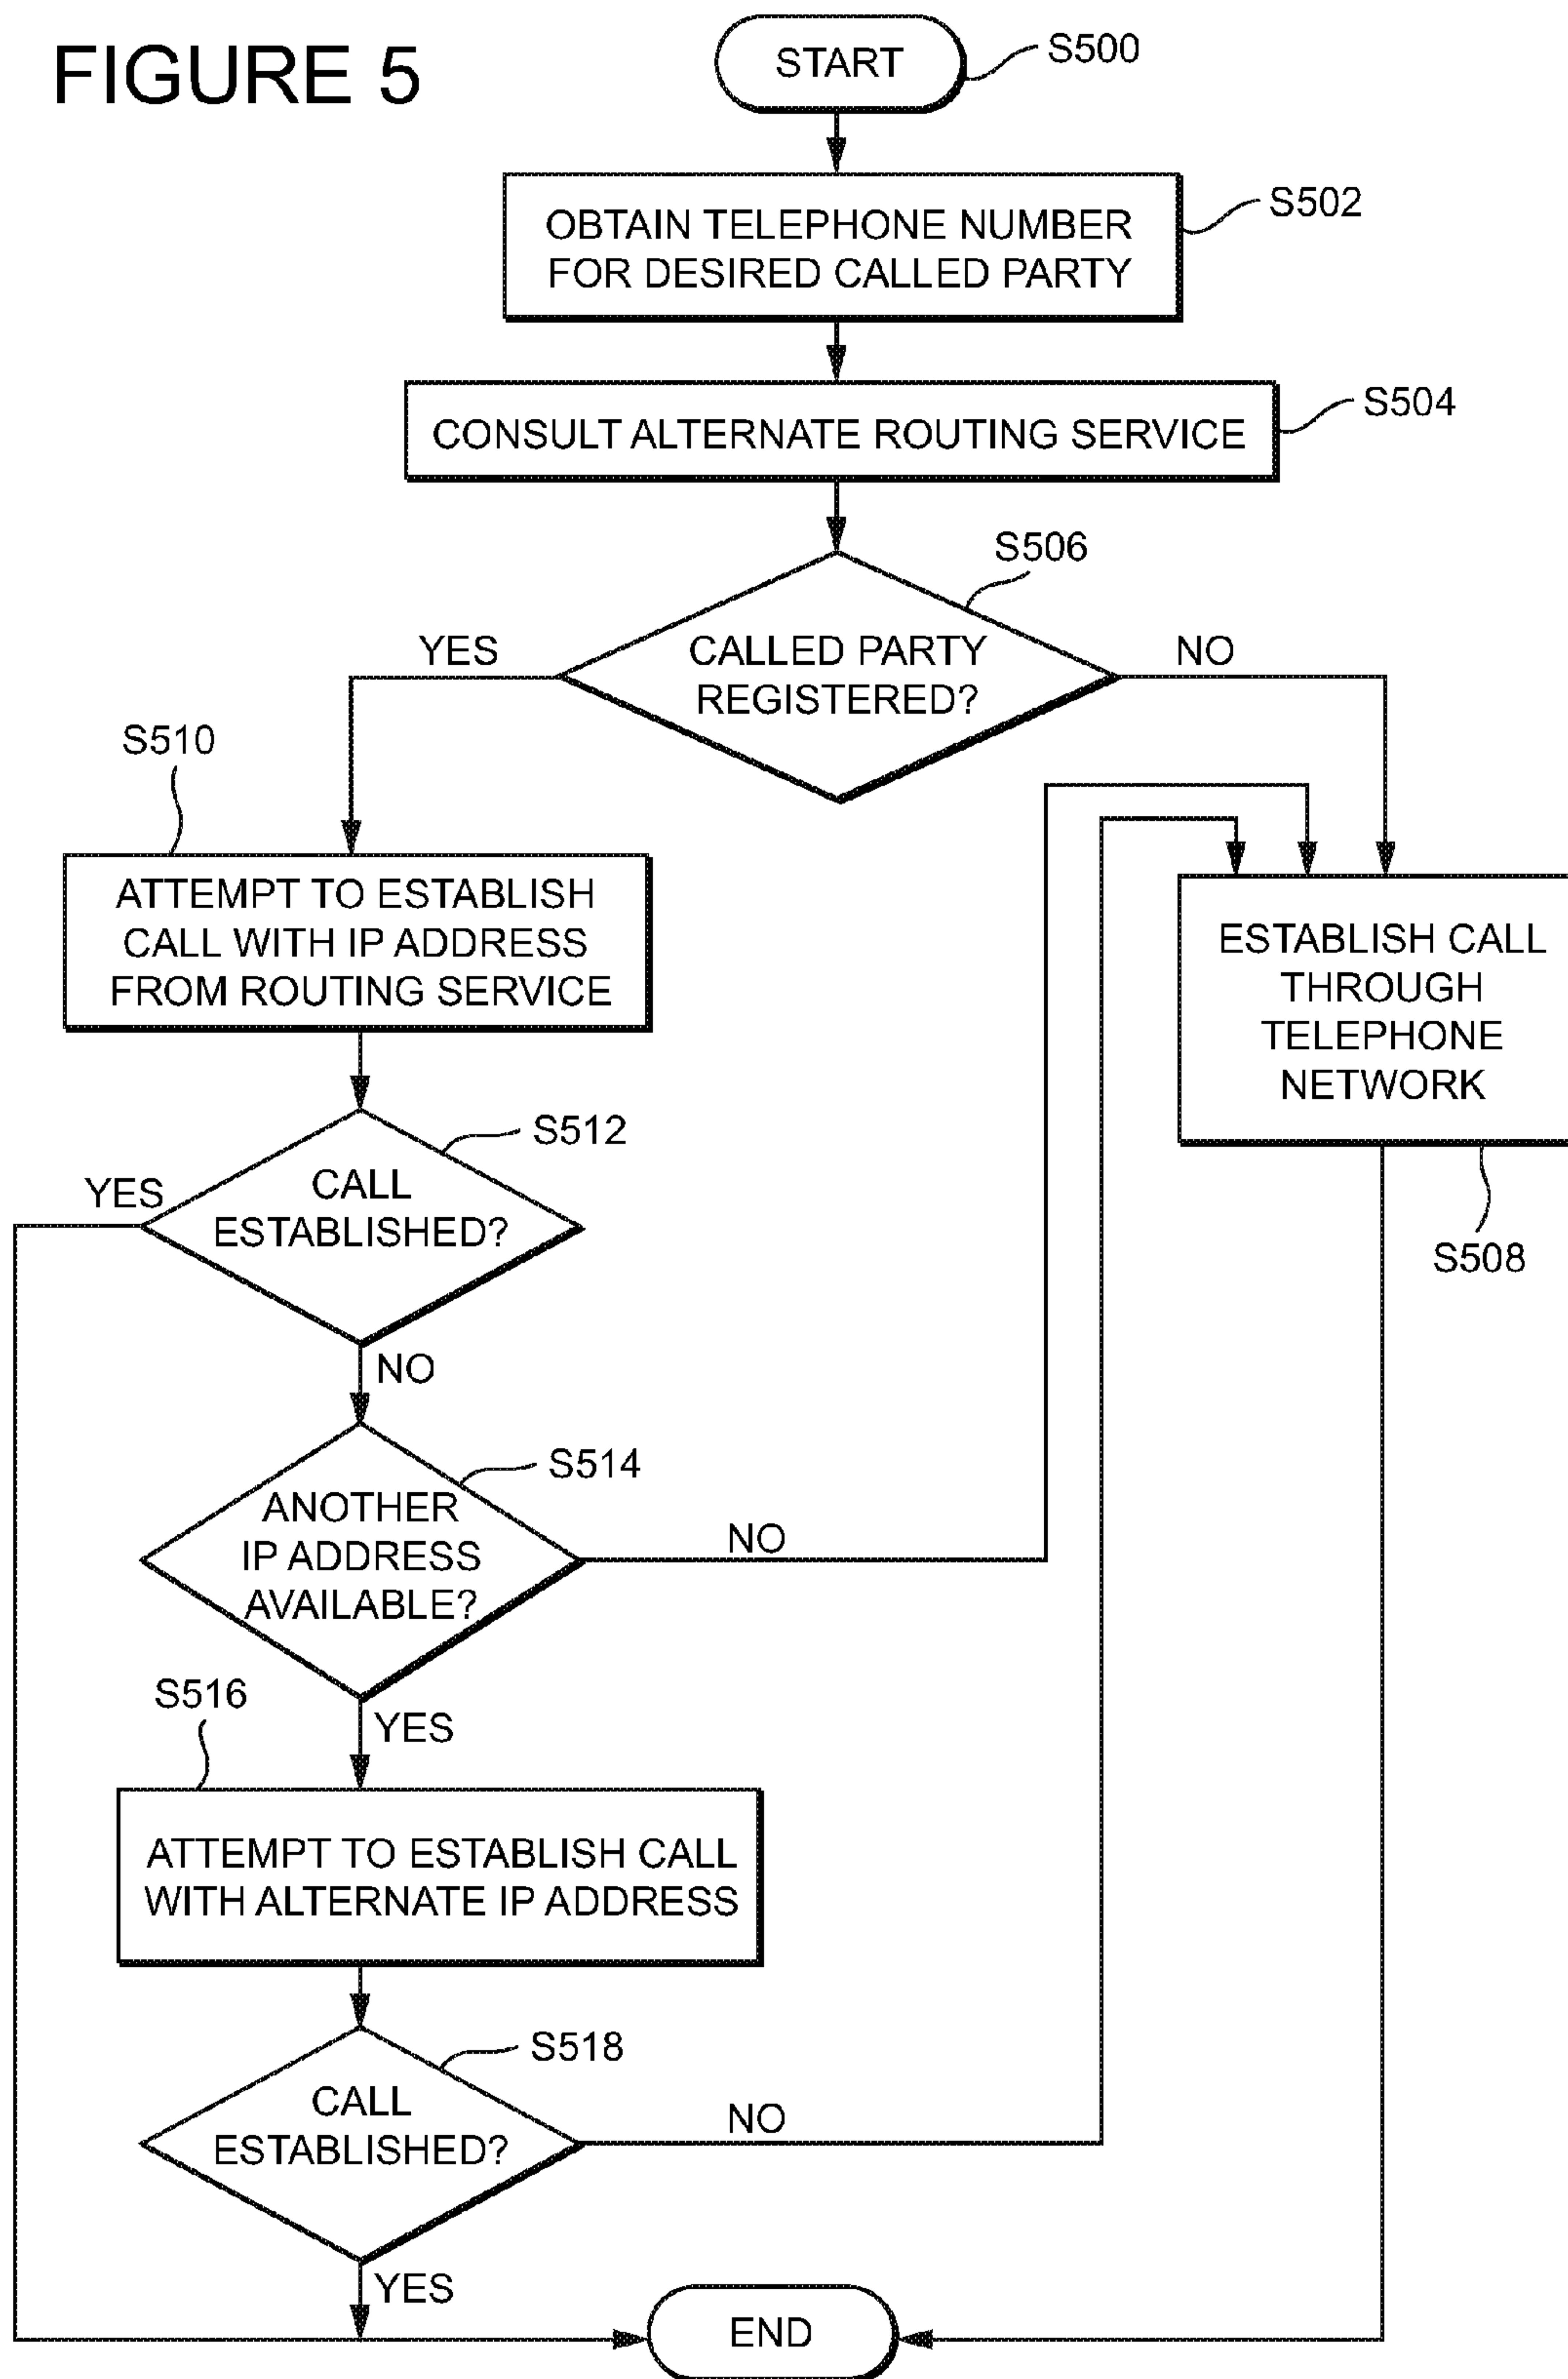 FIGURE 5
START
S500
OBTAIN TELEPHONE NUMBER
FOR DESIRED CALLED PARTY
S502
CONSULT ALTERNATE ROUTING SERVICE
S504
S506
CALLED PARTY
REGISTERED?
YES
NO
S510
ATTEMPT TO ESTABLISH
CALL WITH IP ADDRESS
FROM ROUTING SERVICE
ESTABLISH CALL
THROUGH
TELEPHONE
NETWORK
S508
S512
CALL
ESTABLISHED?
YES
NO
S514
ANOTHER
IP ADDRESS
AVAILABLE?
NO
YES
S516
ATTEMPT TO ESTABLISH CALL
WITH ALTERNATE IP ADDRESS
S518
CALL
ESTABLISHED?
NO
YES
END